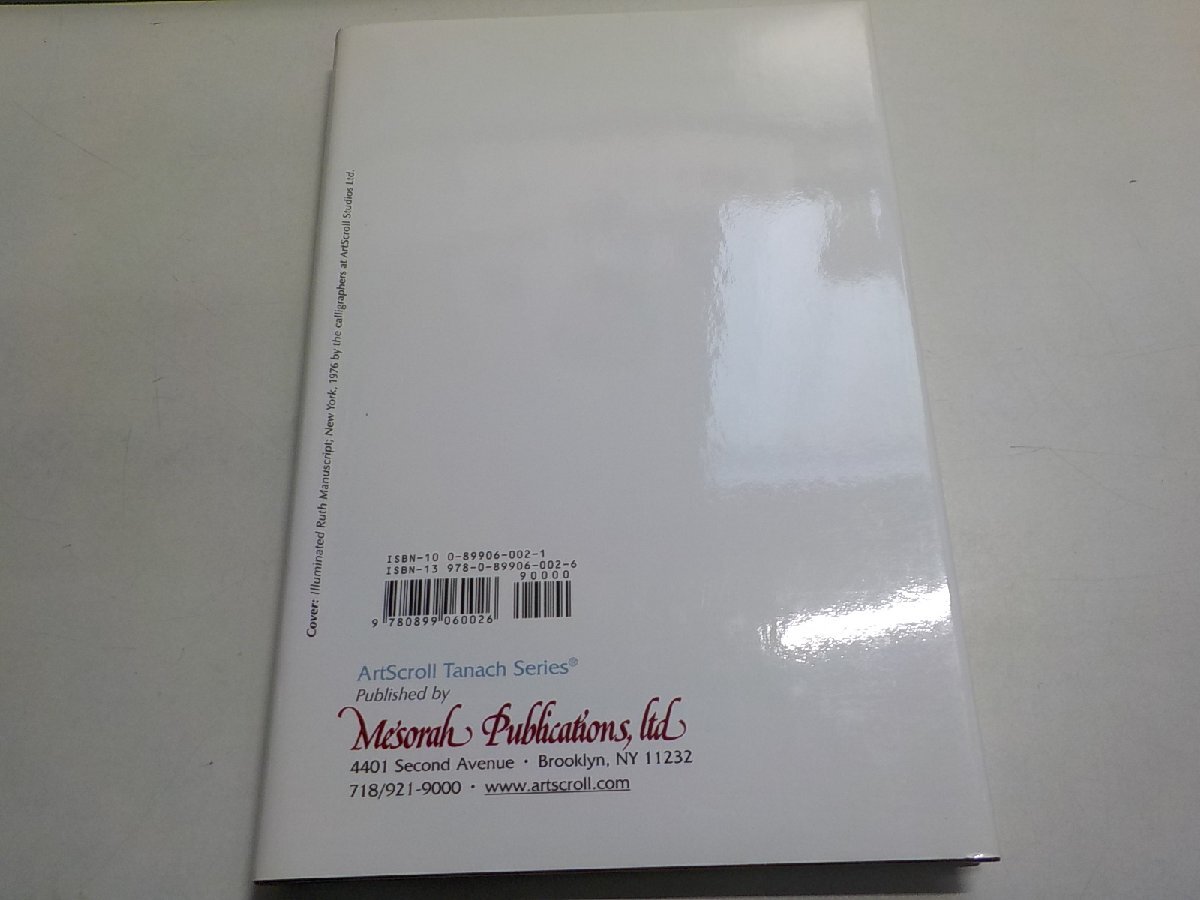 Cover: Illuminated Ruth Manuscript; New York, 1976 by the calligraphers at ArtScroll Studios Ltd.
ISBN-10 0-89906-002-1
ISBN-13 978-0-89906-002-6
90000
9 780899 060026
ArtScroll Tanach Series®
Published by
Mesorah Publications, ltd
4401 Second Avenue · Brooklyn, NY 11232
718/921-9000 · www.artscroll.com